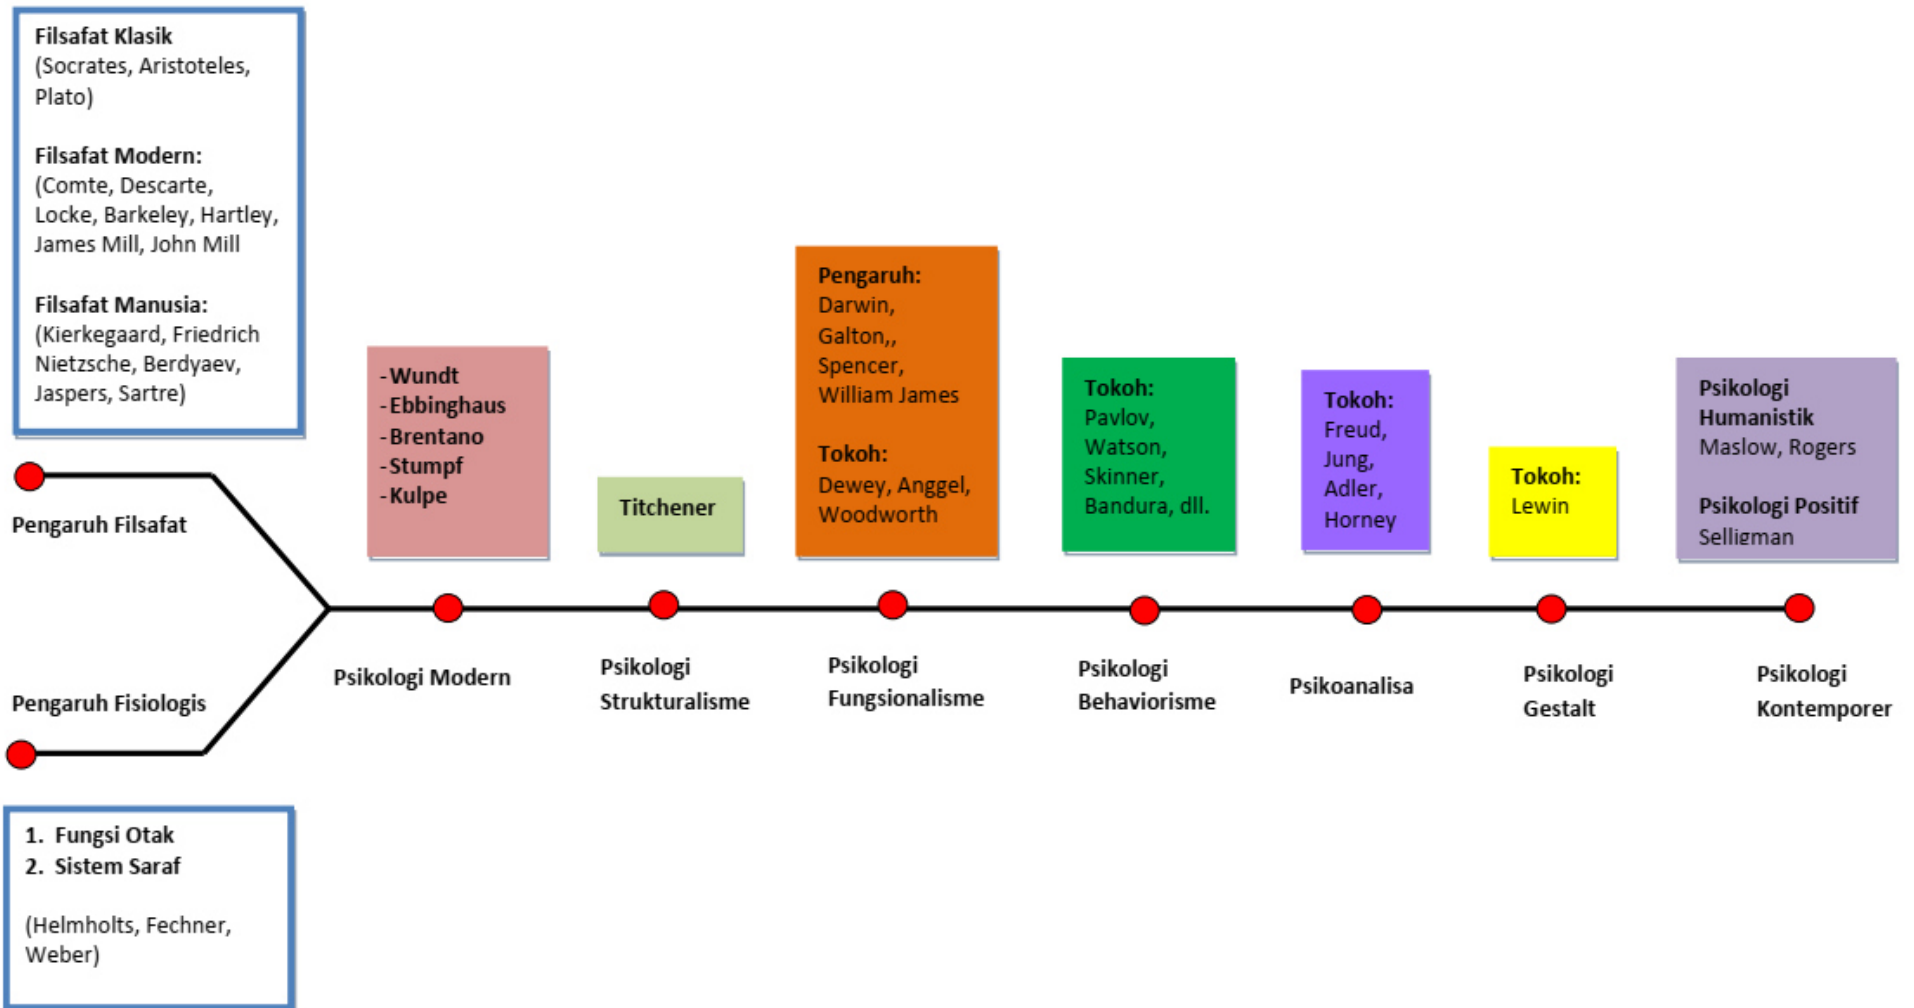 Filsafat Klasik
(Socrates, Aristoteles,
Plato)
Filsafat Modern:
(Comte, Descarte,
Locke, Barkeley, Hartley,
James Mill, John Mill
Filsafat Manusia:
(Kierkegaard, Friedrich
Nietzsche, Berdyaev,
Jaspers, Sartre)
Pengaruh Filsafat
Pengaruh Fisiologis
1. Fungsi Otak
2. Sistem Saraf
(Helmholts, Fechner,
Weber)
-Wundt
-Ebbinghaus
-Brentano
-Stumpf
-Kulpe
Psikologi Modern
Titchener
Psikologi
Strukturalisme
Pengaruh:
Darwin,
Galton,,
Spencer,
William James
Tokoh:
Dewey, Anggel,
Woodworth
Psikologi
Fungsionalisme
Tokoh:
Pavlov,
Watson,
Skinner,
Bandura, dll.
Psikologi
Behaviorisme
Tokoh:
Freud,
Jung,
Adler,
Horney
Psikoanalisa
Tokoh:
Lewin
Psikologi
Gestalt
Psikologi
Humanistik
Maslow, Rogers
Psikologi Positif
Selligman
Psikologi
Kontemporer